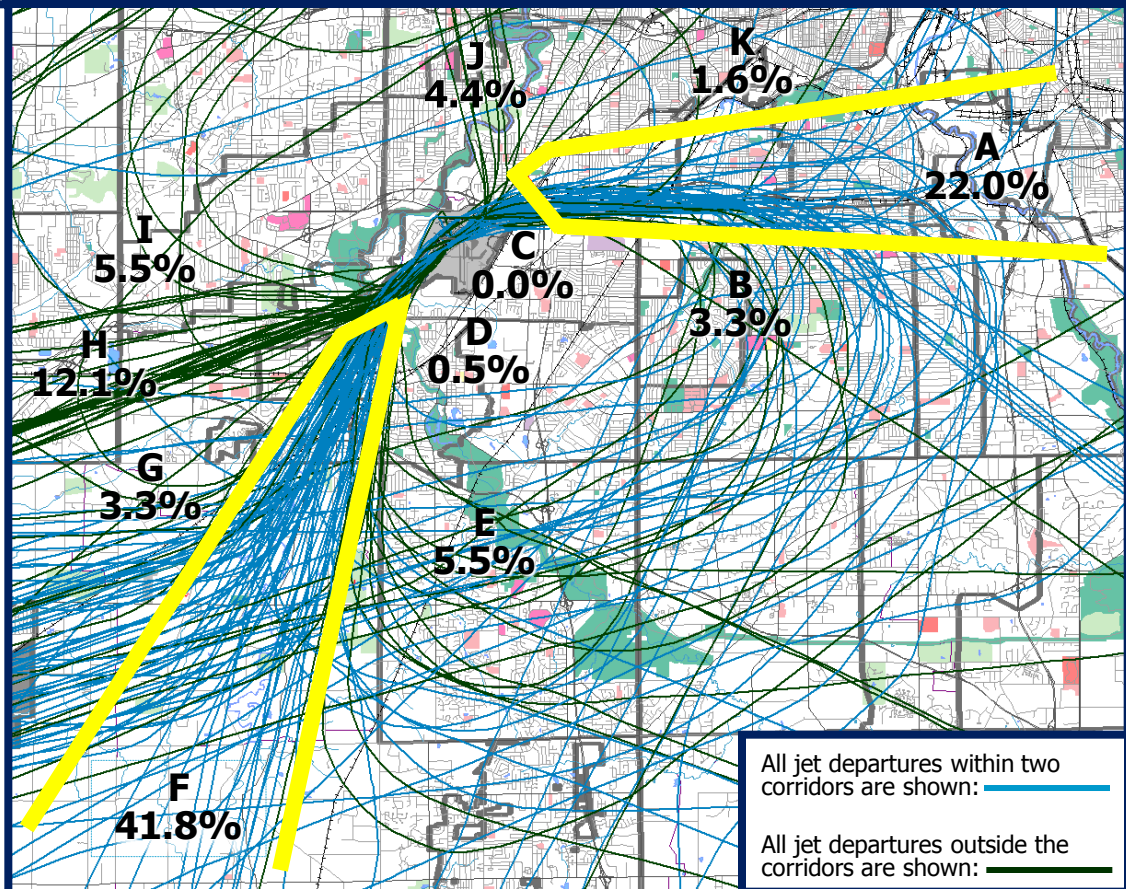 J
4.4%
K
1.6%
A
22.0%
I
5.5%
C
0.0%
B
3.3%
H
12.1%
D
0.5%
G
3.3%
E
5.5%
F
41.8%
All jet departures within two
corridors are shown:
All jet departures outside the
corridors are shown: